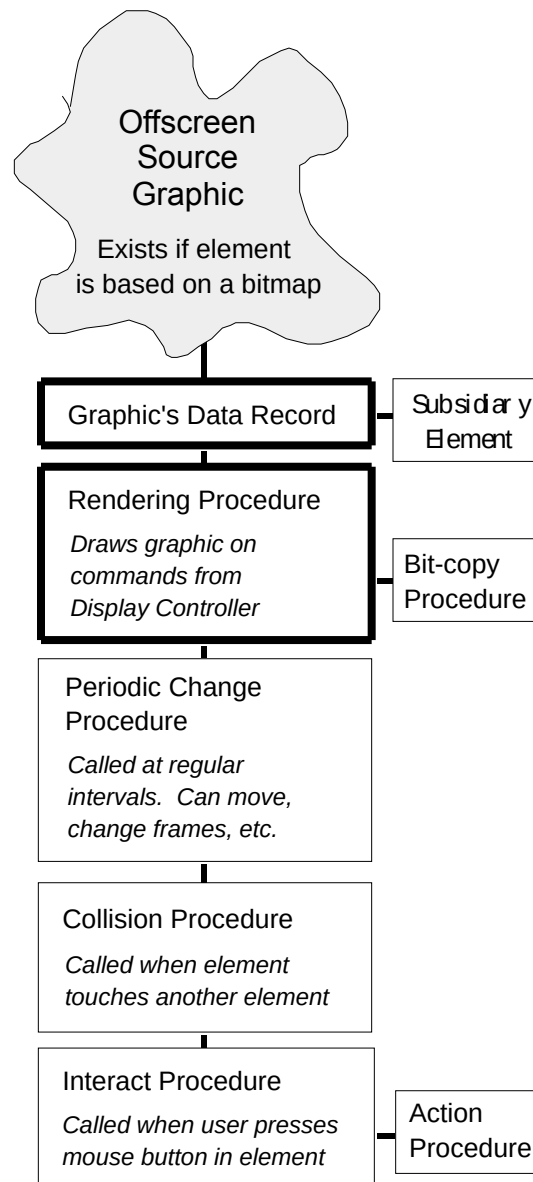 Offscreen
Source
Graphic
Exists if element
is based on a bitmap
Graphic's Data Record
Subsidiary
Element
Rendering Procedure
Draws graphic on
commands from
Display Controller
Bit-copy
Procedure
Periodic Change
Procedure
Called at regular
intervals. Can move,
change frames, etc.
Collision Procedure
Called when element
touches another element
Interact Procedure
Called when user presses
mouse button in element
Action
Procedure